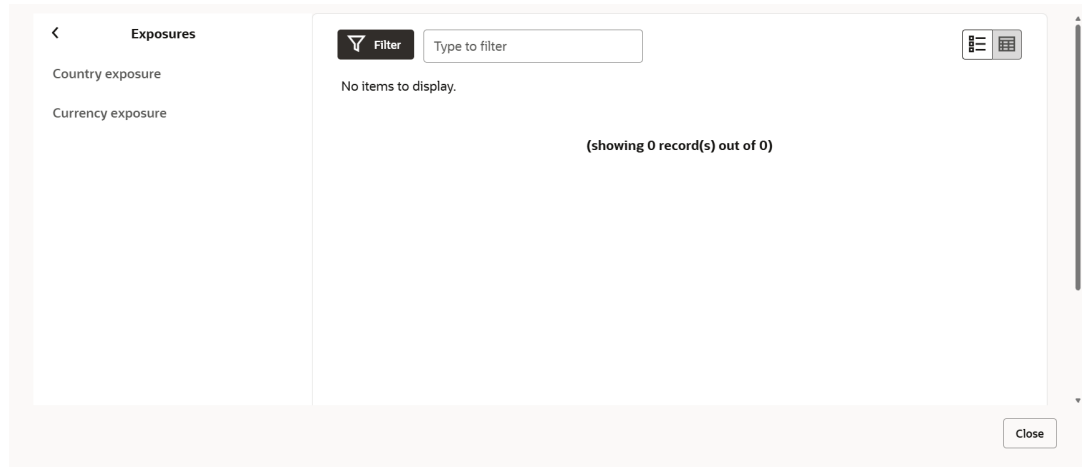 Exposures
Country exposure
Currency exposure
Filter
Type to filter
No items to display.
(showing 0 record(s) out of 0)
Close